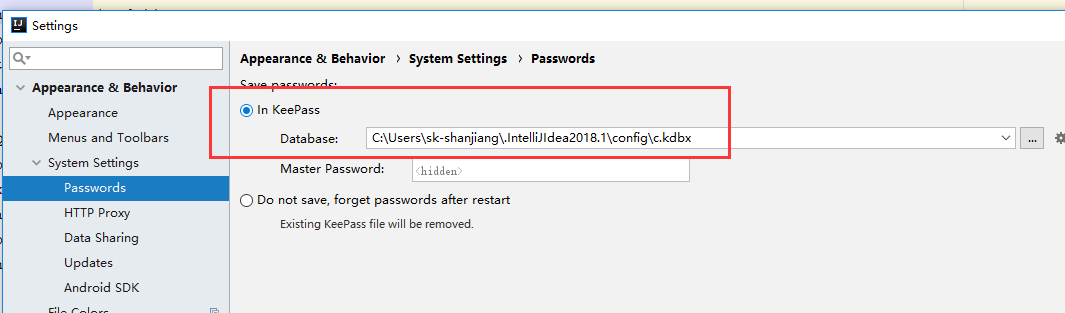 Settings
Appearance & Behavior › System Settings › Passwords
Save passwords:
Appearance & Behavior
In KeePass
Appearance
Database: C:\Users\sk-shanjiang\.IntelliJIdea2018.1\config\c.kdbx ...
Menus and Toolbars
System Settings
Master Password: <hidden>
Passwords
Do not save, forget passwords after restart
HTTP Proxy
Existing KeePass file will be removed.
Data Sharing
Updates
Android SDK
File Colors